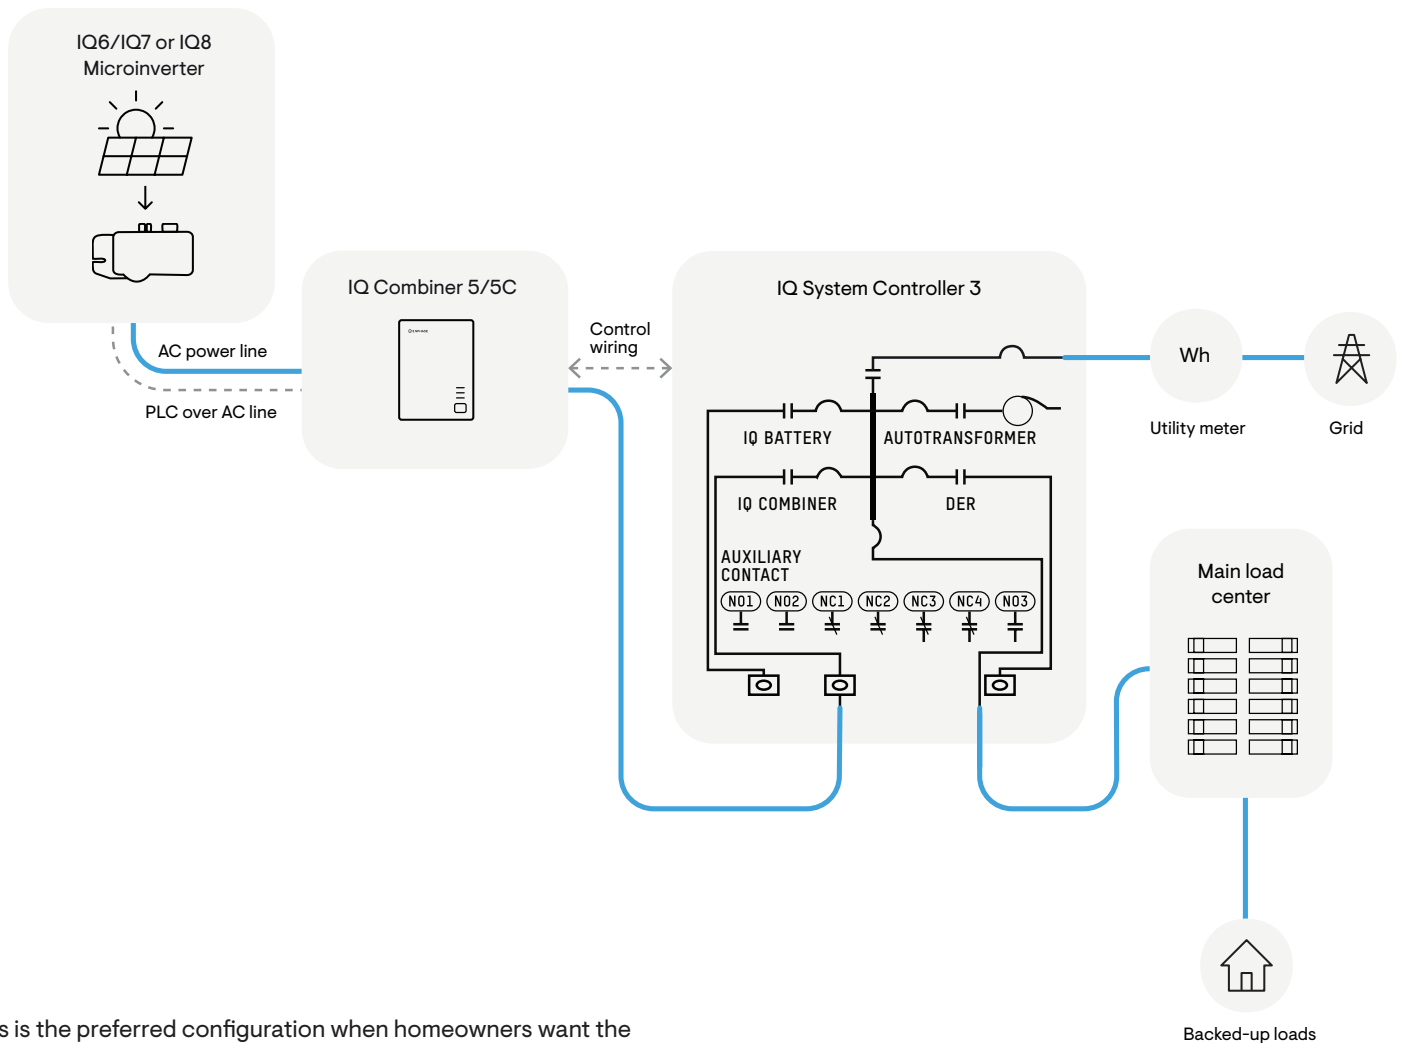 IQ6/IQ7 or IQ8
Microinverter
AC power line
PLC over AC line
IQ Combiner 5/5C
Control
wiring
IQ System Controller 3
IQ BATTERY
AUTOTRANSFORMER
IQ COMBINER
DER
AUXILIARY
CONTACT
NO1 NO2 NC1 NC2 NC3 NC4 NO3
Wh
Utility meter
Grid
Main load
center
Backed-up loads
s is the preferred configuration when homeowners want the